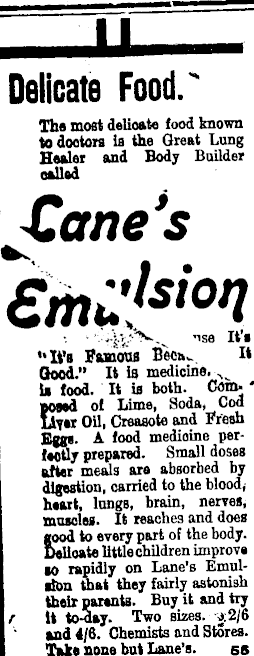 Delicate Food.
The most delicate food known
to doctors is the Great Lung
Healer and Body Builder
called
Lane's
Emulsion
It's
"It's Famous It
Good." It is medicine.
is food. It is both. Com-
posed of Lime, Soda, Cod
Liver Oil, Creasote and Fresh
Eggs. A food medicine per-
fectly prepared. Small doses
after meals are absorbed by
digestion, carried to the blood,
heart, lungs, brain, nerves,
muscles. It reaches and does
good to every part of the body.
Delicate little children improve
so rapidly on Lane's Emul-
sion that they fairly astonish
their parents. Buy it and try
it to-day. Two sizes. 2/6
and 4/6. Chemists and Stores.
Take none but Lane's. 56